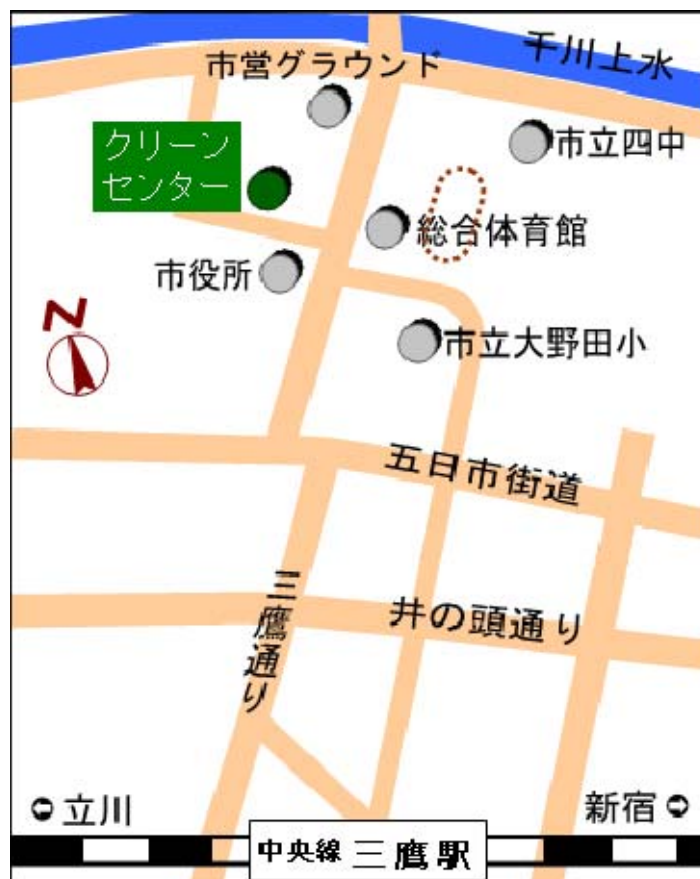 千川上水
市営グラウンド
クリーン
センター
市立四中
総合体育館
市役所
N
市立大野田小
五日市街道
三鷹通り
井の頭通り
立川
新宿
中央線 三鷹駅